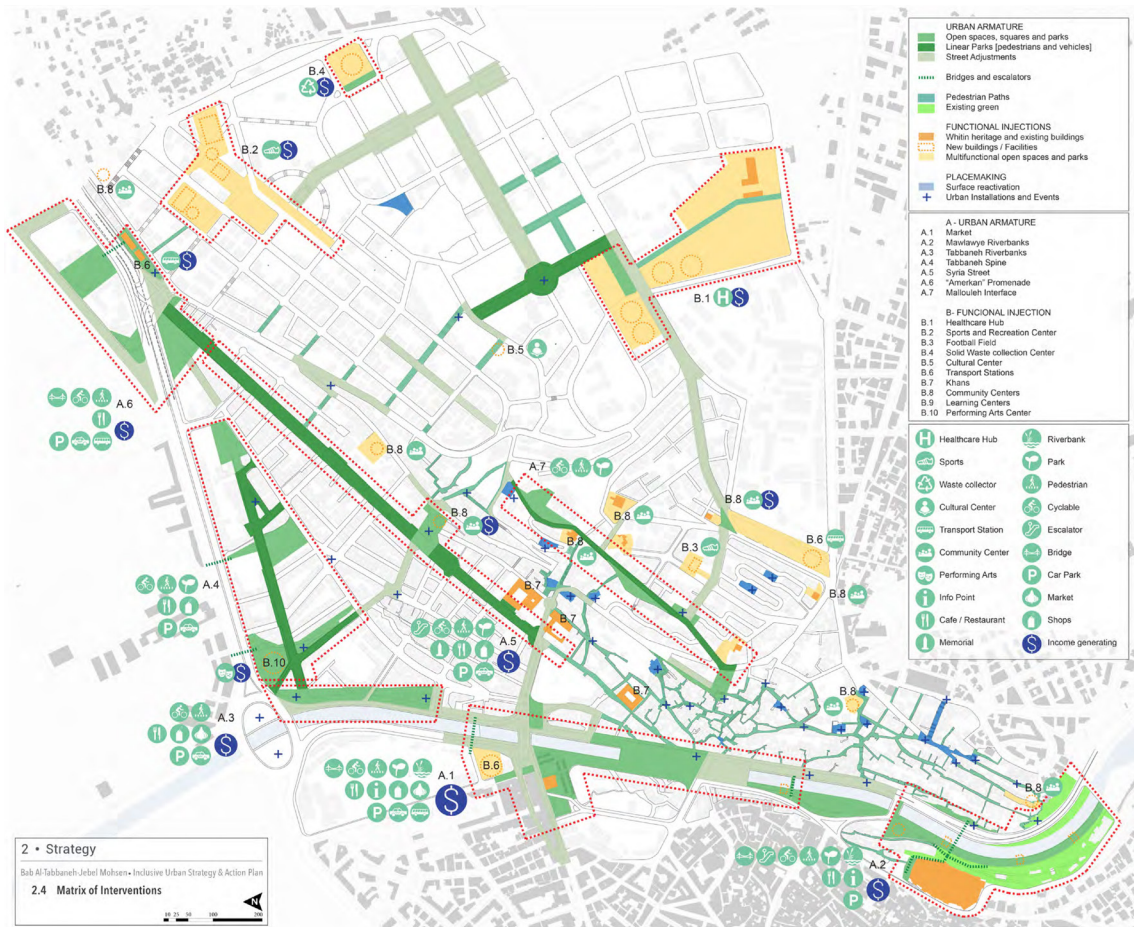 B.4
$
B.2
$
B.8
B.6
$
B.1
H
$
B.5
A.6
$
P
B.8
A.7
B.8
$
B.8
B.8
B.8
$
B.3
B.6
B.8
A.4
P
B.7
B.7
A.5
$
P
B.10
$
B.7
B.8
A.3
$
P
A.1
i
$
P
B.6
B.8
A.2
i
$
P
URBAN ARMATURE
Open spaces, squares and parks
Linear Parks [pedestrians and vehicles]
Street Adjustments
Bridges and escalators
Pedestrian Paths
Existing green
FUNCTIONAL INJECTIONS
Whitin heritage and existing buildings
New buildings / Facilities
Multifunctional open spaces and parks
PLACEMAKING
Surface reactivation
Urban Installations and Events
A - URBAN ARMATURE
A.1 Market
A.2 Mawlawye Riverbanks
A.3 Tabbaneh Riverbanks
A.4 Tabbaneh Spine
A.5 Syria Street
A.6 "Amerkan" Promenade
A.7 Mallouleh Interface
B- FUNCIONAL INJECTION
B.1 Healthcare Hub
B.2 Sports and Recreation Center
B.3 Football Field
B.4 Solid Waste collection Center
B.5 Cultural Center
B.6 Transport Stations
B.7 Khans
B.8 Community Centers
B.9 Learning Centers
B.10 Performing Arts Center
H Healthcare Hub
Riverbank
Sports
Park
Waste collector
Pedestrian
Cultural Center
Cyclable
Transport Station
Escalator
Community Center
Bridge
Performing Arts
P Car Park
i Info Point
Market
Cafe / Restaurant
Shops
Memorial
$ Income generating
2 • Strategy
Bab Al-Tabbaneh-Jebel Mohsen • Inclusive Urban Strategy & Action Plan
2.4 Matrix of Interventions
N
10 25 50 100 200